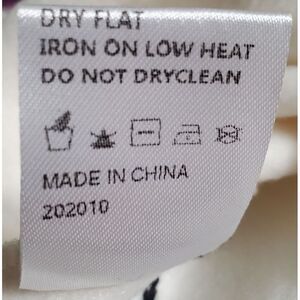 DRY FLAT
IRON ON LOW HEAT
DO NOT DRYCLEAN
MADE IN CHINA
202010